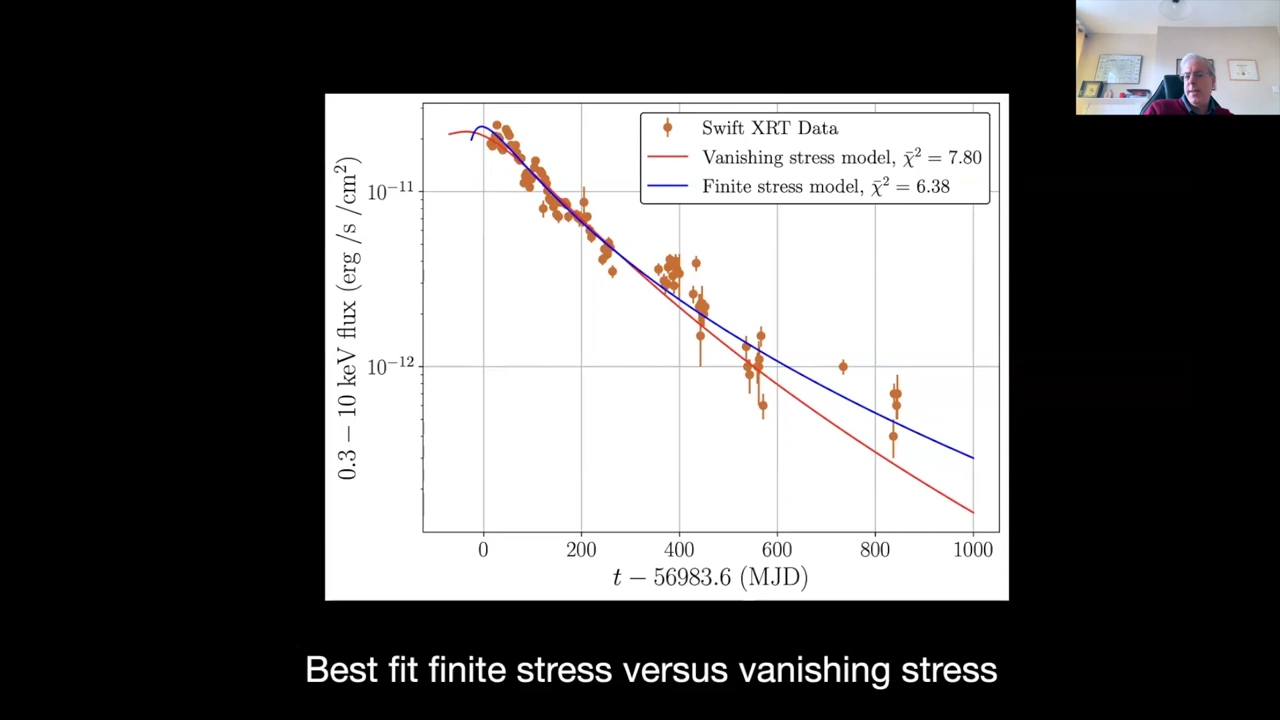 Swift XRT Data
Vanishing stress model, χ̄² = 7.80
Finite stress model, χ̄² = 6.38
0.3 − 10 keV flux (erg /s /cm²)
10⁻¹¹
10⁻¹²
0 200 400 600 800 1000
t − 56983.6 (MJD)
Best fit finite stress versus vanishing stress